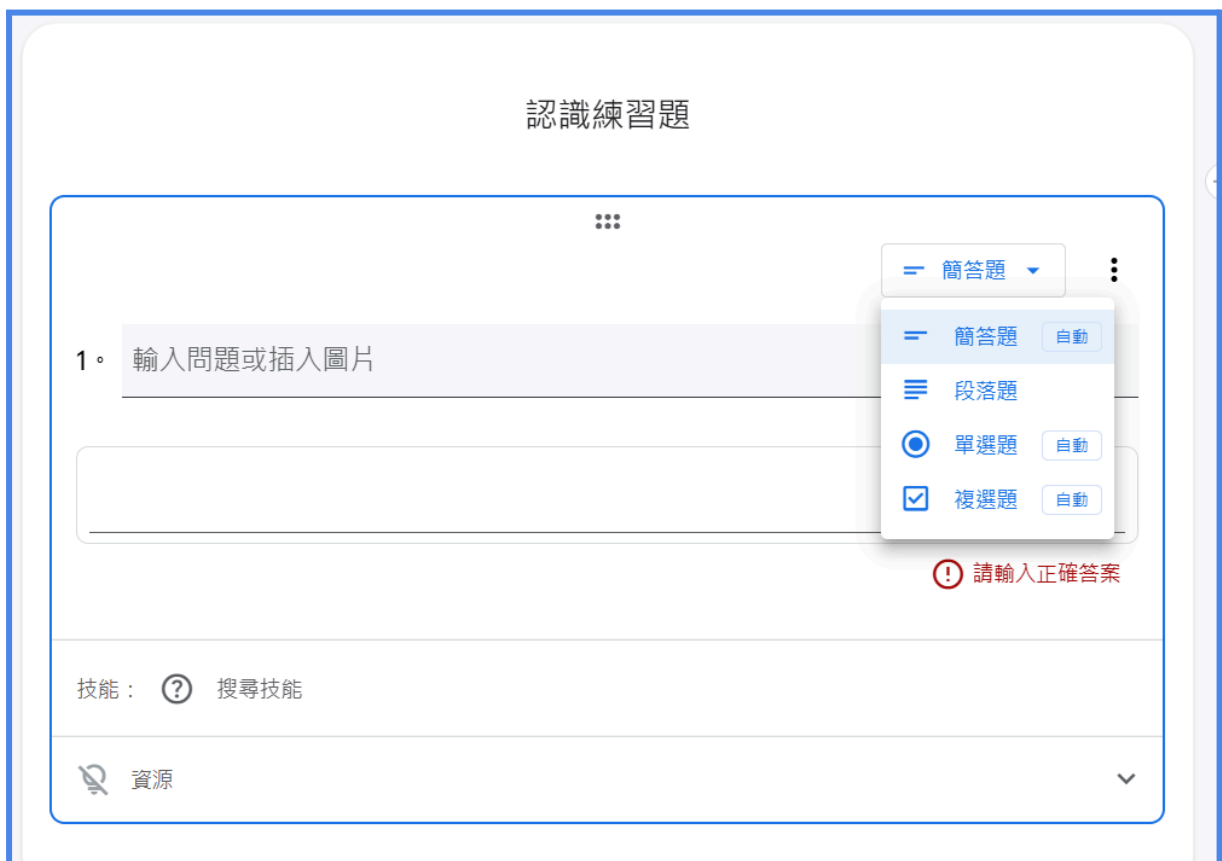 認識練習題
簡答題
1。 輸入問題或插入圖片
簡答題 自動
段落題
單選題 自動
複選題 自動
請輸入正確答案
技能： 搜尋技能
資源